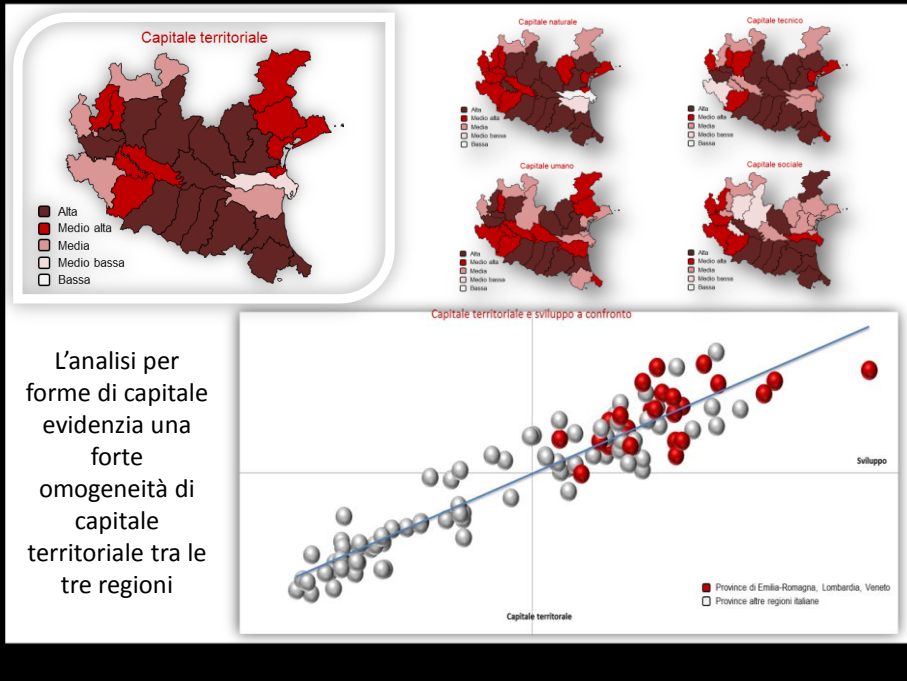 Capitale territoriale
Alta
Medio alta
Media
Medio bassa
Bassa
Capitale naturale
Alta
Medio alta
Media
Medio bassa
Bassa
Capitale tecnico
Alta
Medio alta
Media
Medio bassa
Bassa
Capitale umano
Alta
Medio alta
Media
Medio bassa
Bassa
Capitale sociale
Alta
Medio alta
Media
Medio bassa
Bassa
L'analisi per
forme di capitale
evidenzia una
forte
omogeneità di
capitale
territoriale tra le
tre regioni
Capitale territoriale e sviluppo a confronto
Sviluppo
Province di Emilia-Romagna, Lombardia, Veneto
Province altre regioni italiane
Capitale territorale